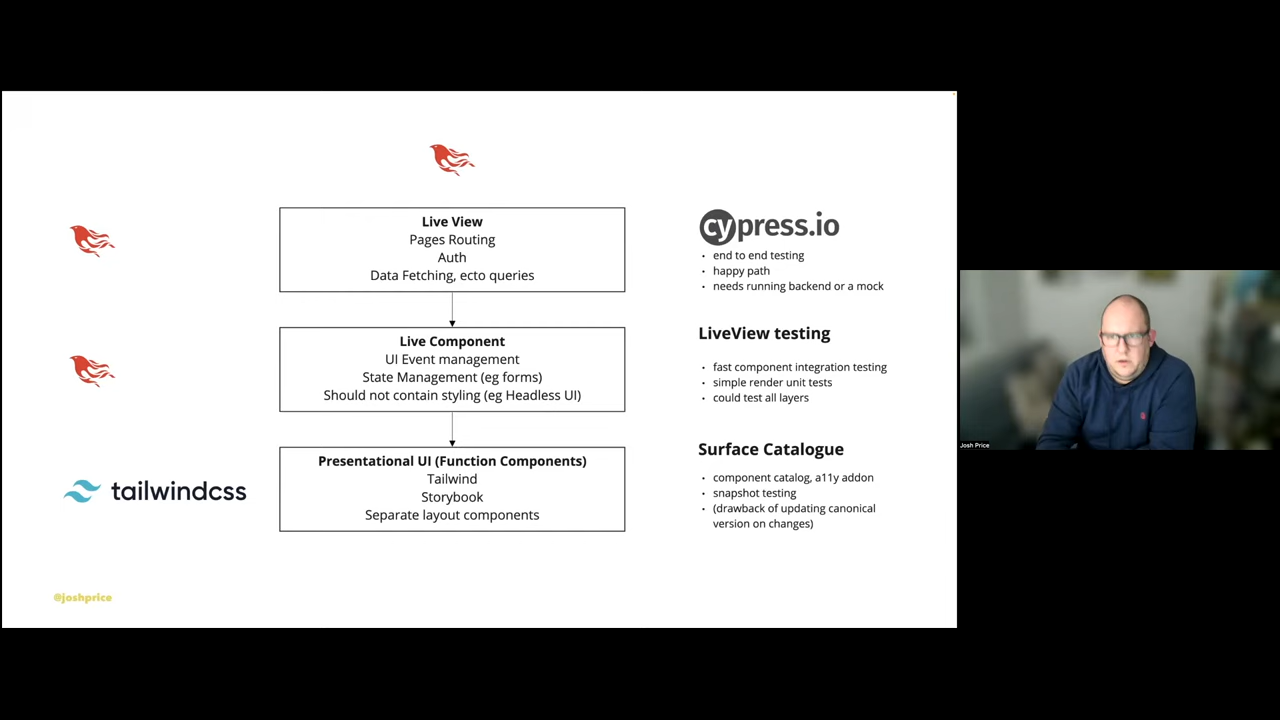 Live View
Pages Routing
Auth
Data Fetching, ecto queries
cypress.io
• end to end testing
• happy path
• needs running backend or a mock
Live Component
UI Event management
State Management (eg forms)
Should not contain styling (eg Headless UI)
LiveView testing
• fast component integration testing
• simple render unit tests
• could test all layers
tailwindcss
Presentational UI (Function Components)
Tailwind
Storybook
Separate layout components
Surface Catalogue
• component catalog, a11y addon
• snapshot testing
• (drawback of updating canonical
version on changes)
@joshprice
Josh Price